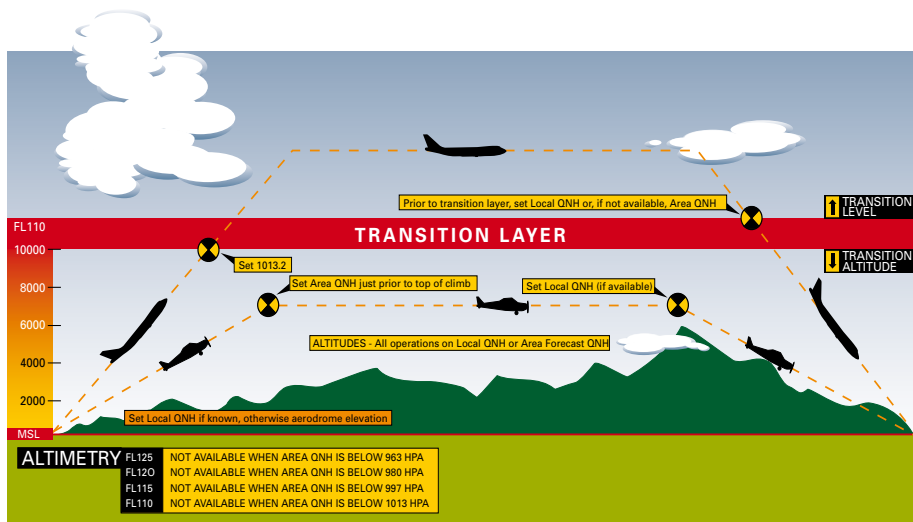 Prior to transition layer, set Local QNH or, if not available, Area QNH
TRANSITION
LEVEL
FL110
TRANSITION LAYER
10000
TRANSITION
ALTITUDE
Set 1013.2
8000
Set Area QNH just prior to top of climb
Set Local QNH (if available)
6000
ALTITUDES - All operations on Local QNH or Area Forecast QNH
4000
2000
Set Local QNH if known, otherwise aerodrome elevation
MSL
ALTIMETRY
FL125 NOT AVAILABLE WHEN AREA QNH IS BELOW 963 HPA
FL12O NOT AVAILABLE WHEN AREA QNH IS BELOW 980 HPA
FL115 NOT AVAILABLE WHEN AREA QNH IS BELOW 997 HPA
FL110 NOT AVAILABLE WHEN AREA QNH IS BELOW 1013 HPA